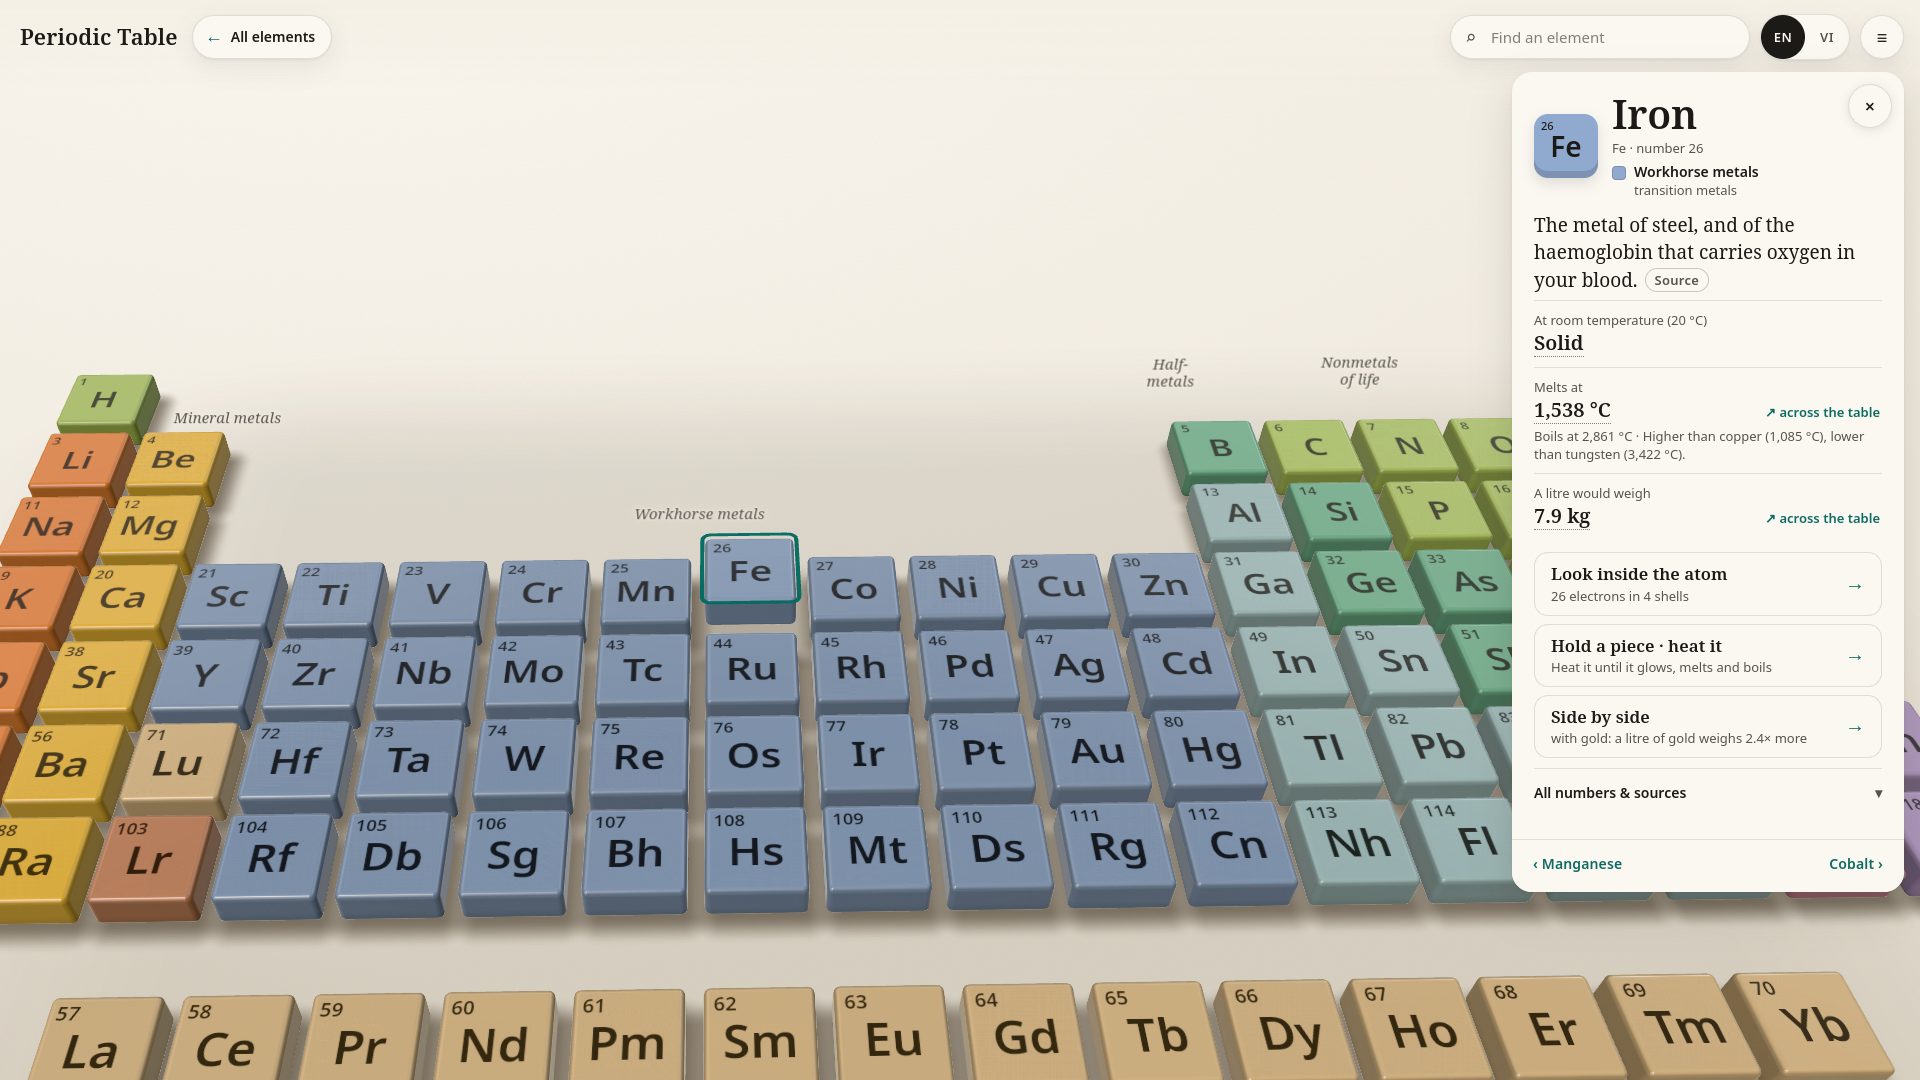 Periodic Table
← All elements
Find an element
EN
VI
26
Fe
Iron
Fe · number 26
Workhorse metals
transition metals
The metal of steel, and of the
haemoglobin that carries oxygen in
your blood. Source
At room temperature (20 °C)
Solid
Melts at
1,538 °C
↗ across the table
Boils at 2,861 °C · Higher than copper (1,085 °C), lower
than tungsten (3,422 °C).
A litre would weigh
7.9 kg
↗ across the table
Look inside the atom
26 electrons in 4 shells
→
Hold a piece · heat it
Heat it until it glows, melts and boils
→
Side by side
with gold: a litre of gold weighs 2.4× more
→
All numbers & sources
‹ Manganese
Cobalt ›
Half-
metals
Nonmetals
of life
Mineral metals
Workhorse metals
1 H
3 Li
4 Be
5 B
6 C
7 N
8 O
11 Na
12 Mg
13 Al
14 Si
15 P
16
9 K
20 Ca
21 Sc
22 Ti
23 V
24 Cr
25 Mn
26 Fe
27 Co
28 Ni
29 Cu
30 Zn
31 Ga
32 Ge
33 As
38 Sr
39 Y
40 Zr
41 Nb
42 Mo
43 Tc
44 Ru
45 Rh
46 Pd
47 Ag
48 Cd
49 In
50 Sn
51
56 Ba
71 Lu
72 Hf
73 Ta
74 W
75 Re
76 Os
77 Ir
78 Pt
79 Au
80 Hg
81 Tl
82 Pb
88 Ra
103 Lr
104 Rf
105 Db
106 Sg
107 Bh
108 Hs
109 Mt
110 Ds
111 Rg
112 Cn
113 Nh
114 Fl
57 La
58 Ce
59 Pr
60 Nd
61 Pm
62 Sm
63 Eu
64 Gd
65 Tb
66 Dy
67 Ho
68 Er
69 Tm
70 Yb